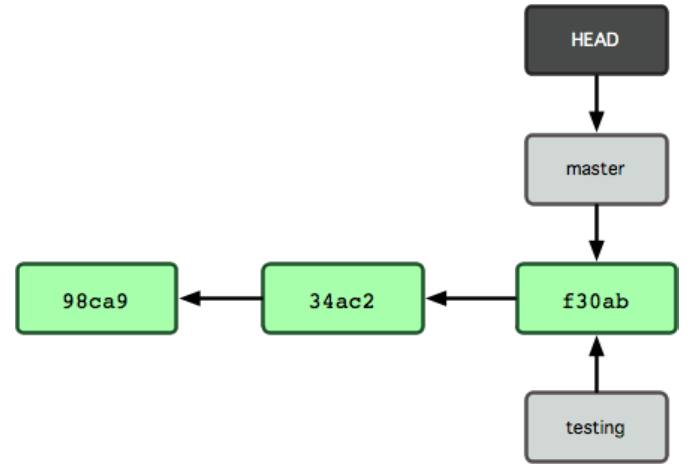 HEAD
master
98ca9
34ac2
f30ab
testing